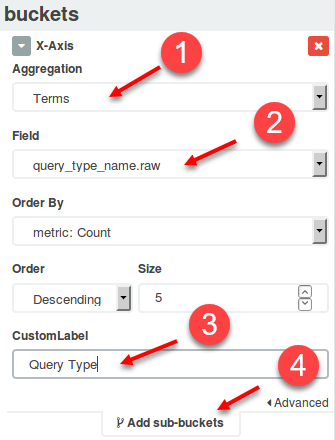 buckets
X-Axis
1
Aggregation
Terms
2
Field
query_type_name.raw
Order By
metric: Count
Order Size
Descending 5
3
CustomLabel
Query Type
4
Advanced
Add sub-buckets